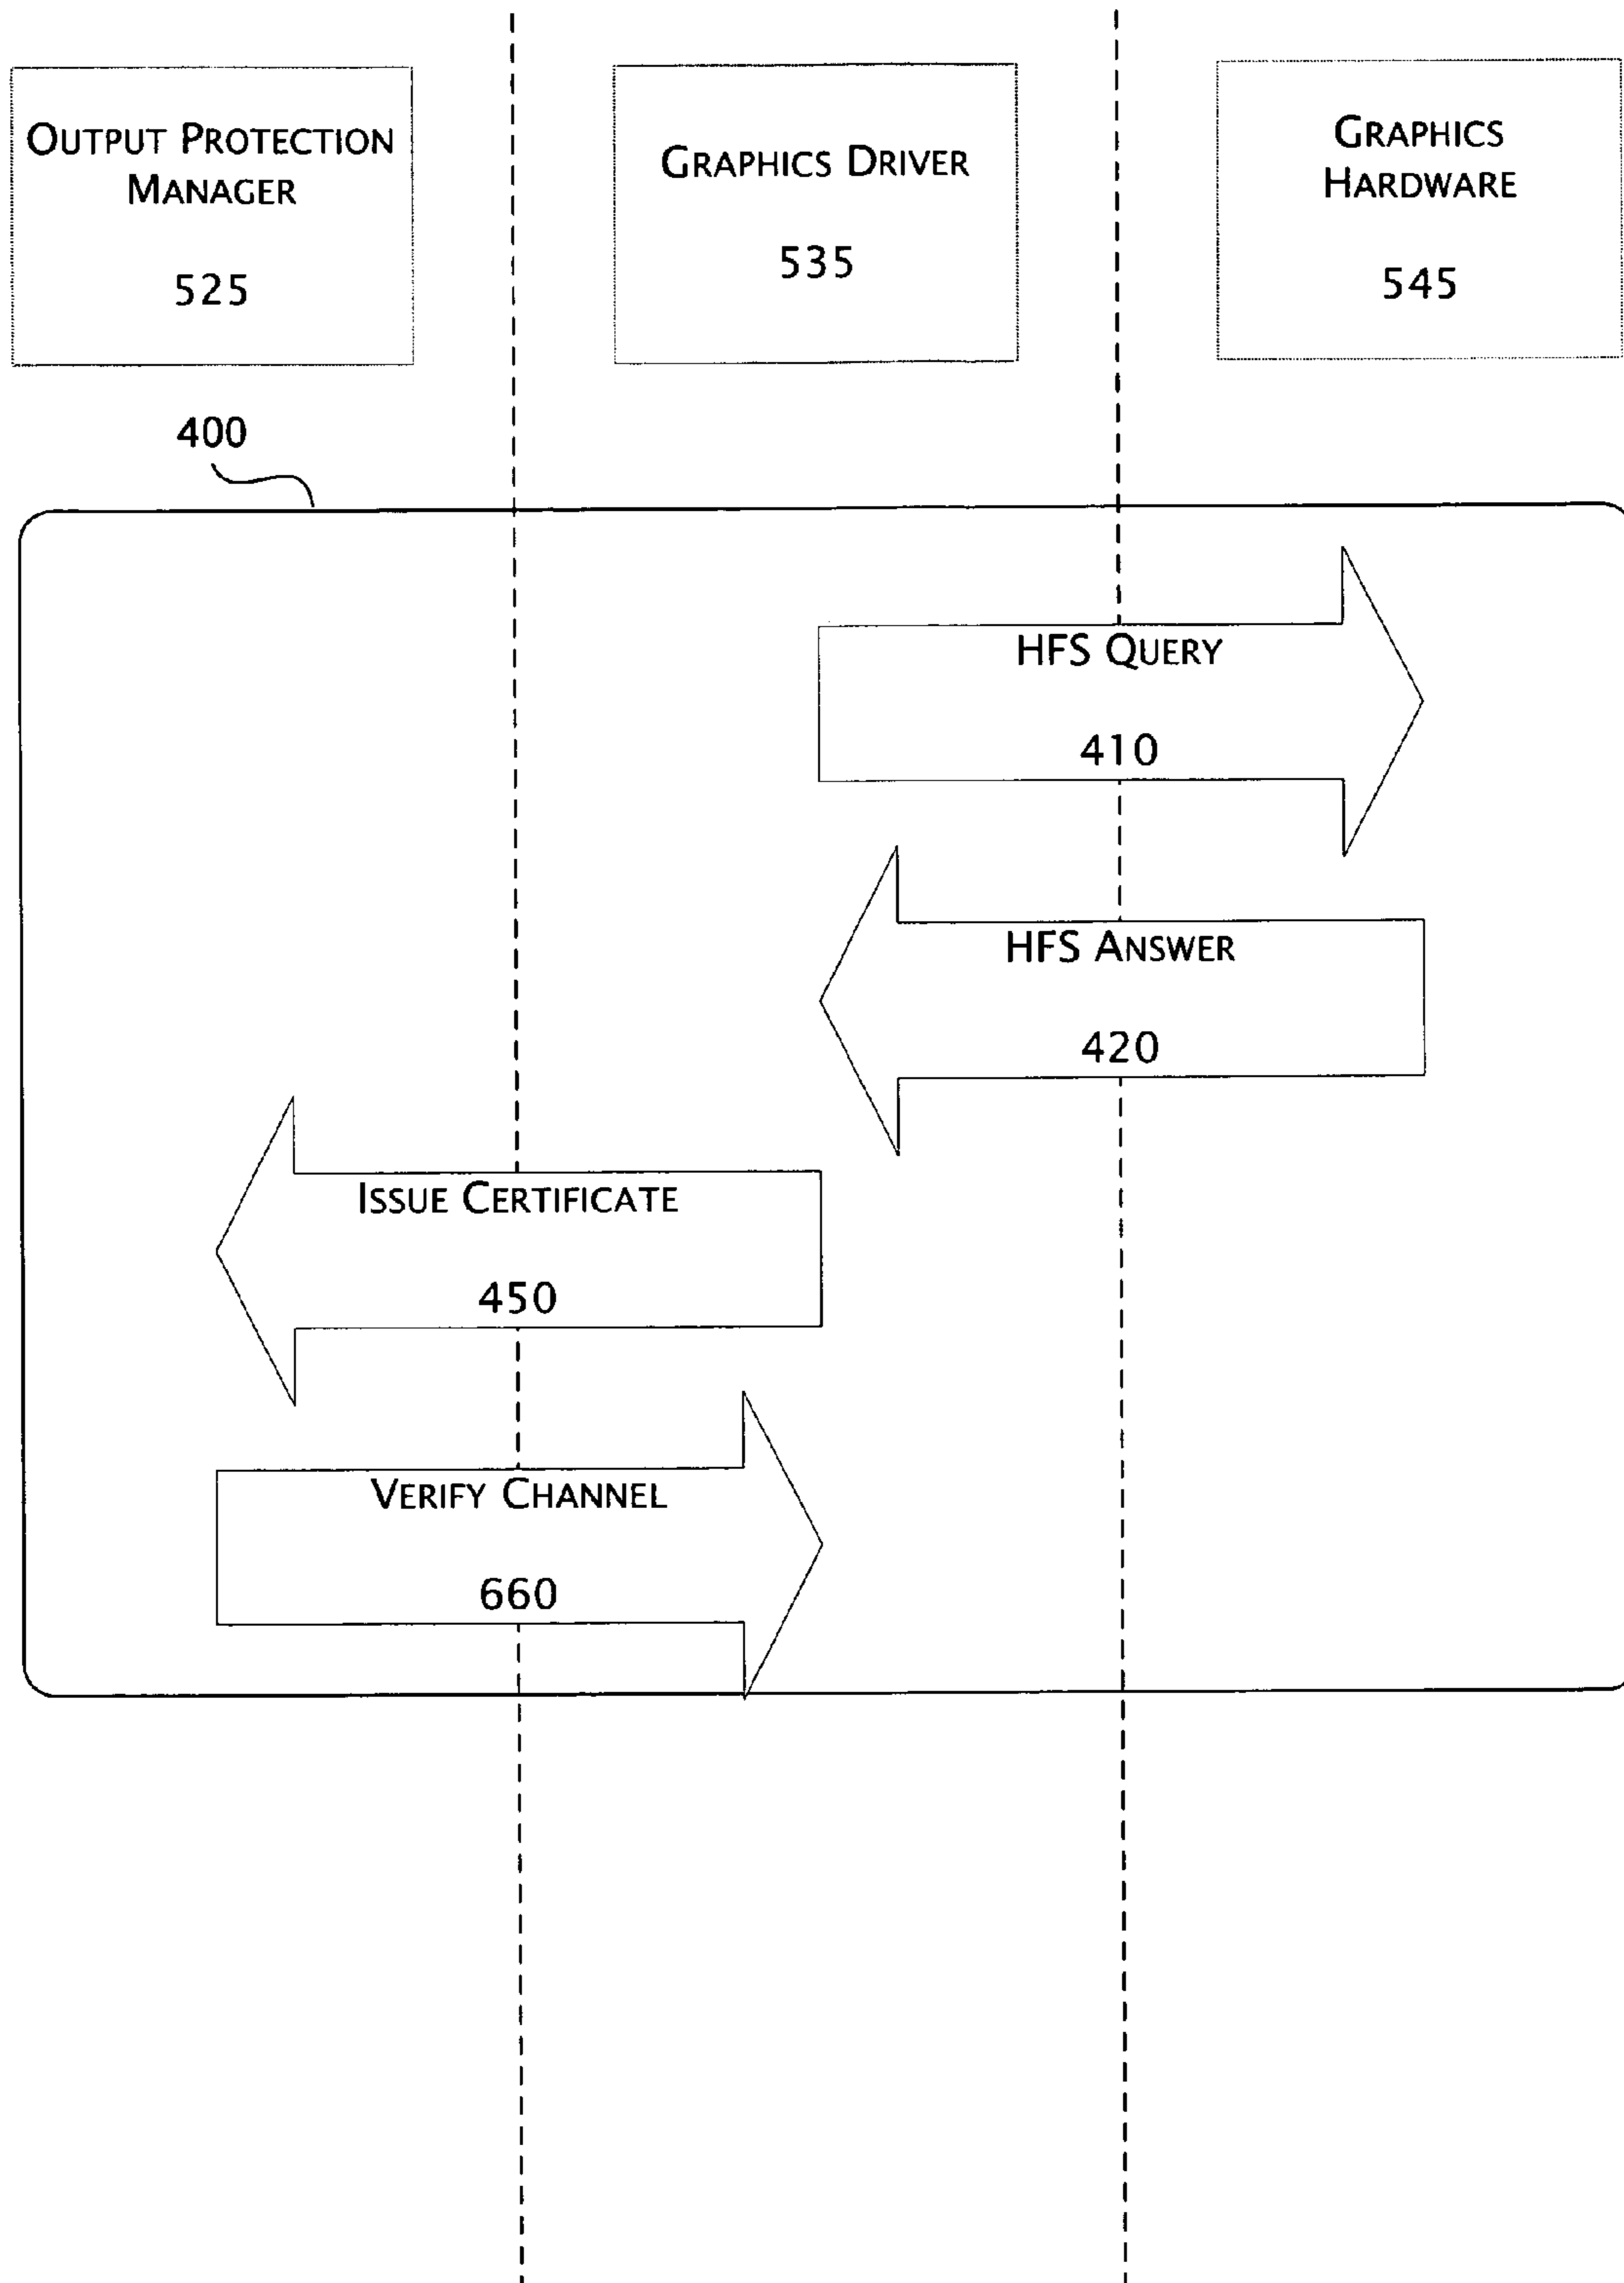 OUTPUT PROTECTION
MANAGER
525
GRAPHICS DRIVER
535
GRAPHICS
HARDWARE
545
400
HFS QUERY
410
HFS ANSWER
420
ISSUE CERTIFICATE
450
VERIFY CHANNEL
660